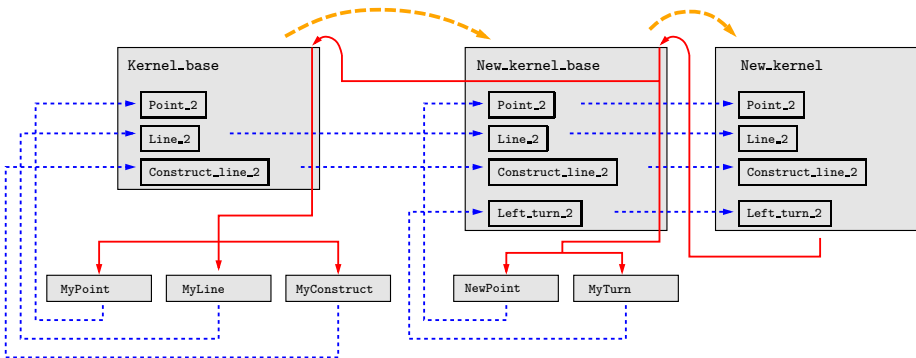 Kernel_base
Point_2
Line_2
Construct_line_2
New_kernel_base
Point_2
Line_2
Construct_line_2
Left_turn_2
New_kernel
Point_2
Line_2
Construct_line_2
Left_turn_2
MyPoint
MyLine
MyConstruct
NewPoint
MyTurn